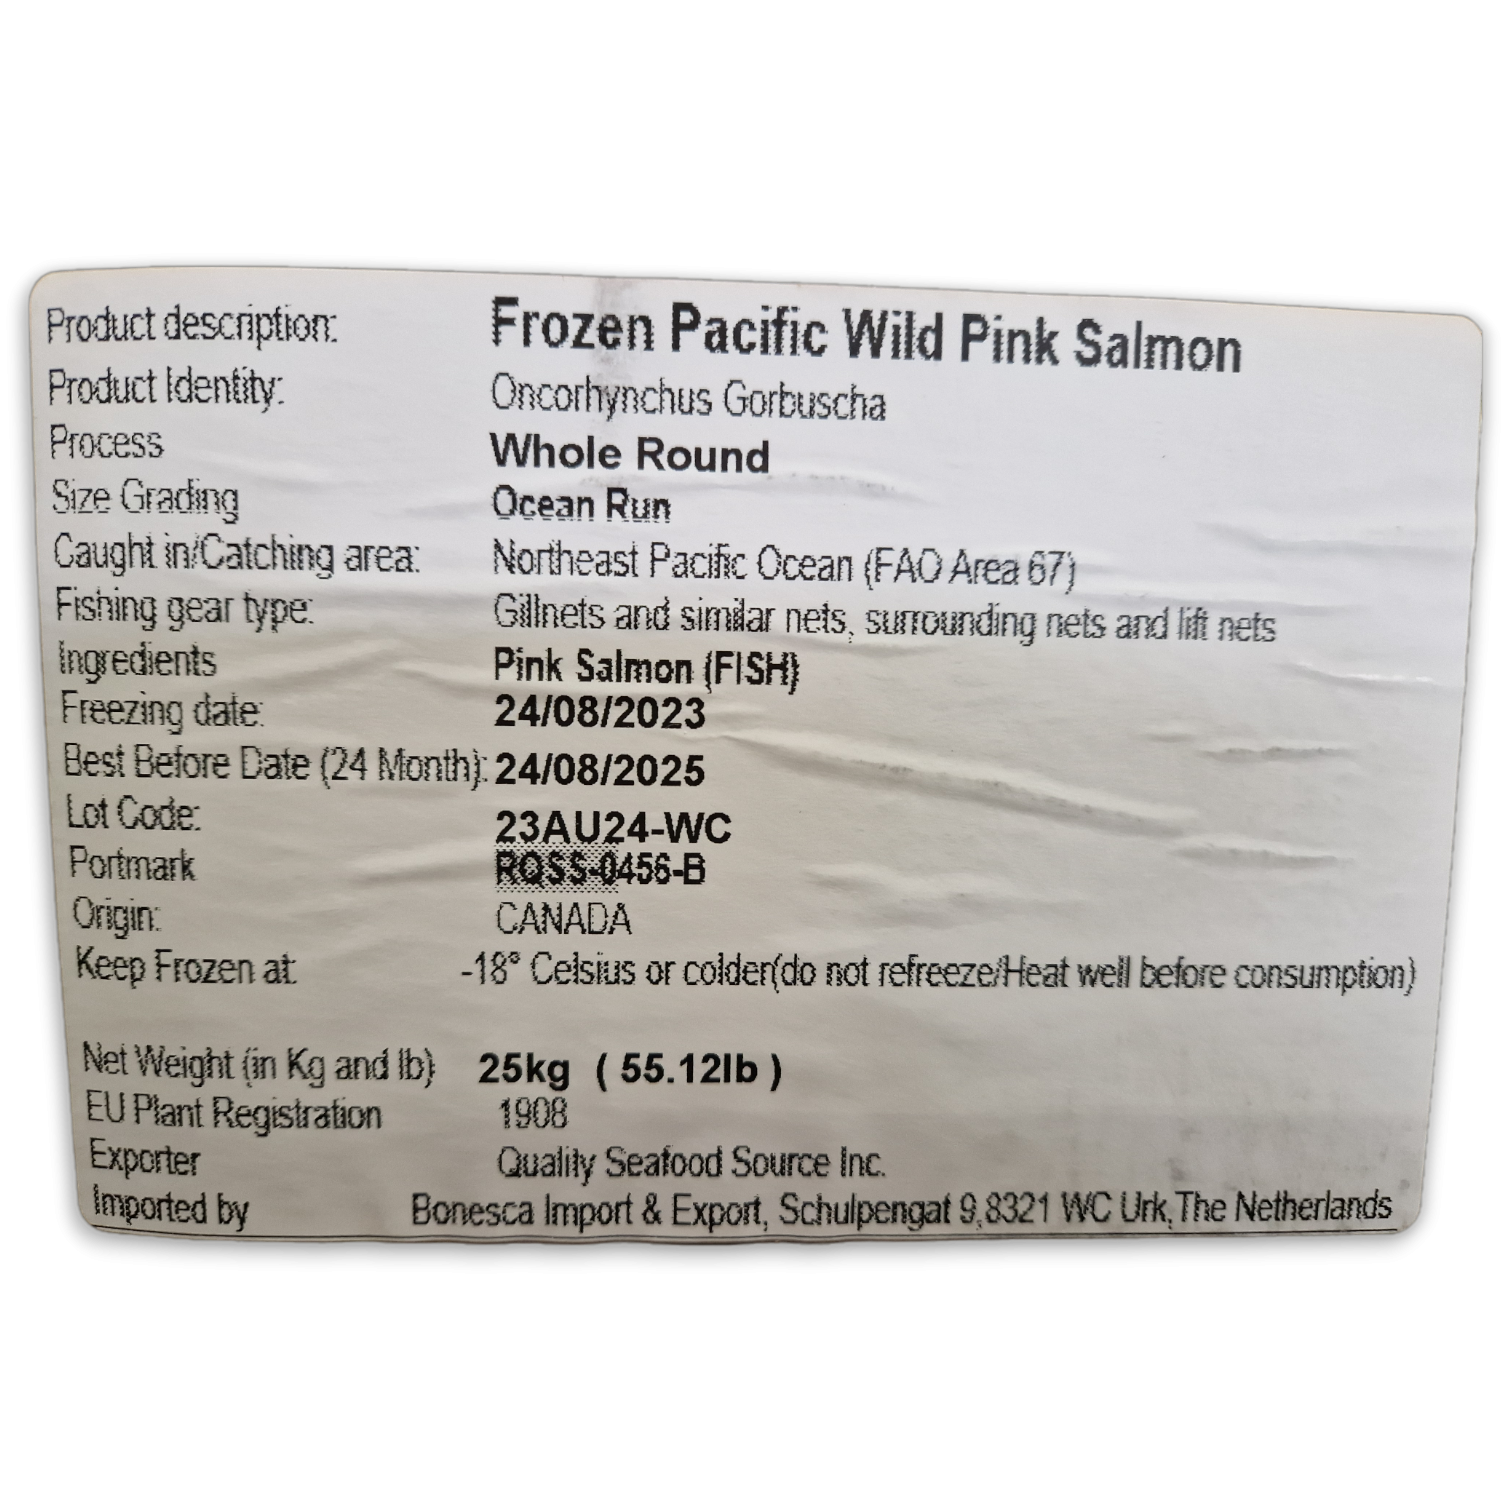 Product description: Frozen Pacific Wild Pink Salmon
Product Identity: Oncorhynchus Gorbuscha
Process Whole Round
Size Grading Ocean Run
Caught in/Catching area: Northeast Pacific Ocean (FAO Area 67)
Fishing gear type: Gillnets and similar nets, surrounding nets and lift nets
Ingredients Pink Salmon (FISH)
Freezing date: 24/08/2023
Best Before Date (24 Month): 24/08/2025
Lot Code: 23AU24-WC
Portmark RQSS-0456-B
Origin: CANADA
Keep Frozen at: -18° Celsius or colder(do not refreeze/Heat well before consumption)
Net Weight (in Kg and lb) 25kg ( 55.12lb )
EU Plant Registration 1908
Exporter Quality Seafood Source Inc.
Imported by Bonesca Import & Export, Schulpengat 9,8321 WC Urk,The Netherlands